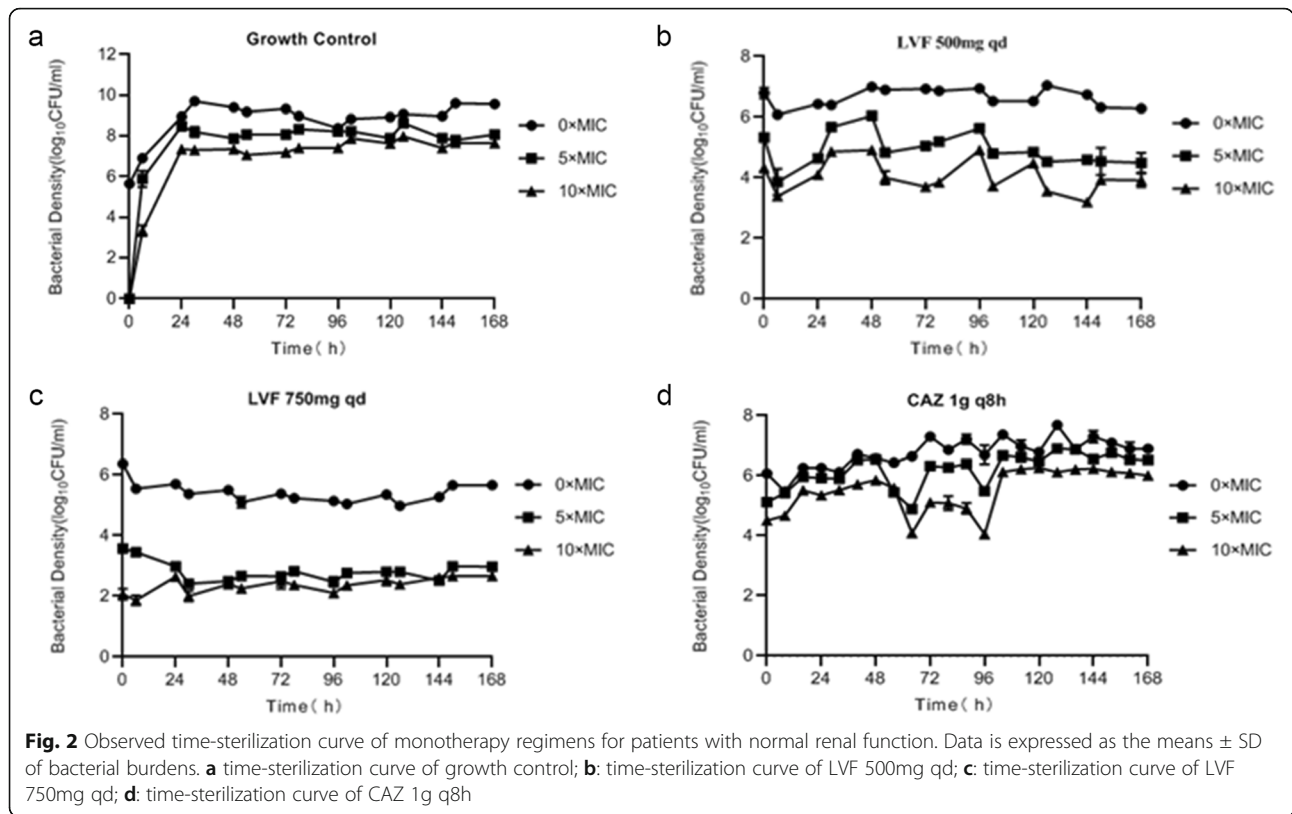 a
Growth Control
Bacterial Density(log10CFU/ml)
12
10
8
6
4
2
0
0 24 48 72 96 120 144 168
Time( h)
0×MIC
5×MIC
10×MIC
b
LVF 500mg qd
Bacterial Density(log10CFU/ml)
8
6
4
2
0
0 24 48 72 96 120 144 168
Time( h)
0×MIC
5×MIC
10×MIC
c
LVF 750mg qd
Bacterial Density(log10CFU/ml)
8
6
4
2
0
0 24 48 72 96 120 144 168
Time( h)
0×MIC
5×MIC
10×MIC
d
CAZ 1g q8h
Bacterial Density(log10CFU/ml)
8
6
4
2
0
0 24 48 72 96 120 144 168
Time( h)
0×MIC
5×MIC
10×MIC
Fig. 2 Observed time-sterilization curve of monotherapy regimens for patients with normal renal function. Data is expressed as the means ± SD
of bacterial burdens. a time-sterilization curve of growth control; b: time-sterilization curve of LVF 500mg qd; c: time-sterilization curve of LVF
750mg qd; d: time-sterilization curve of CAZ 1g q8h